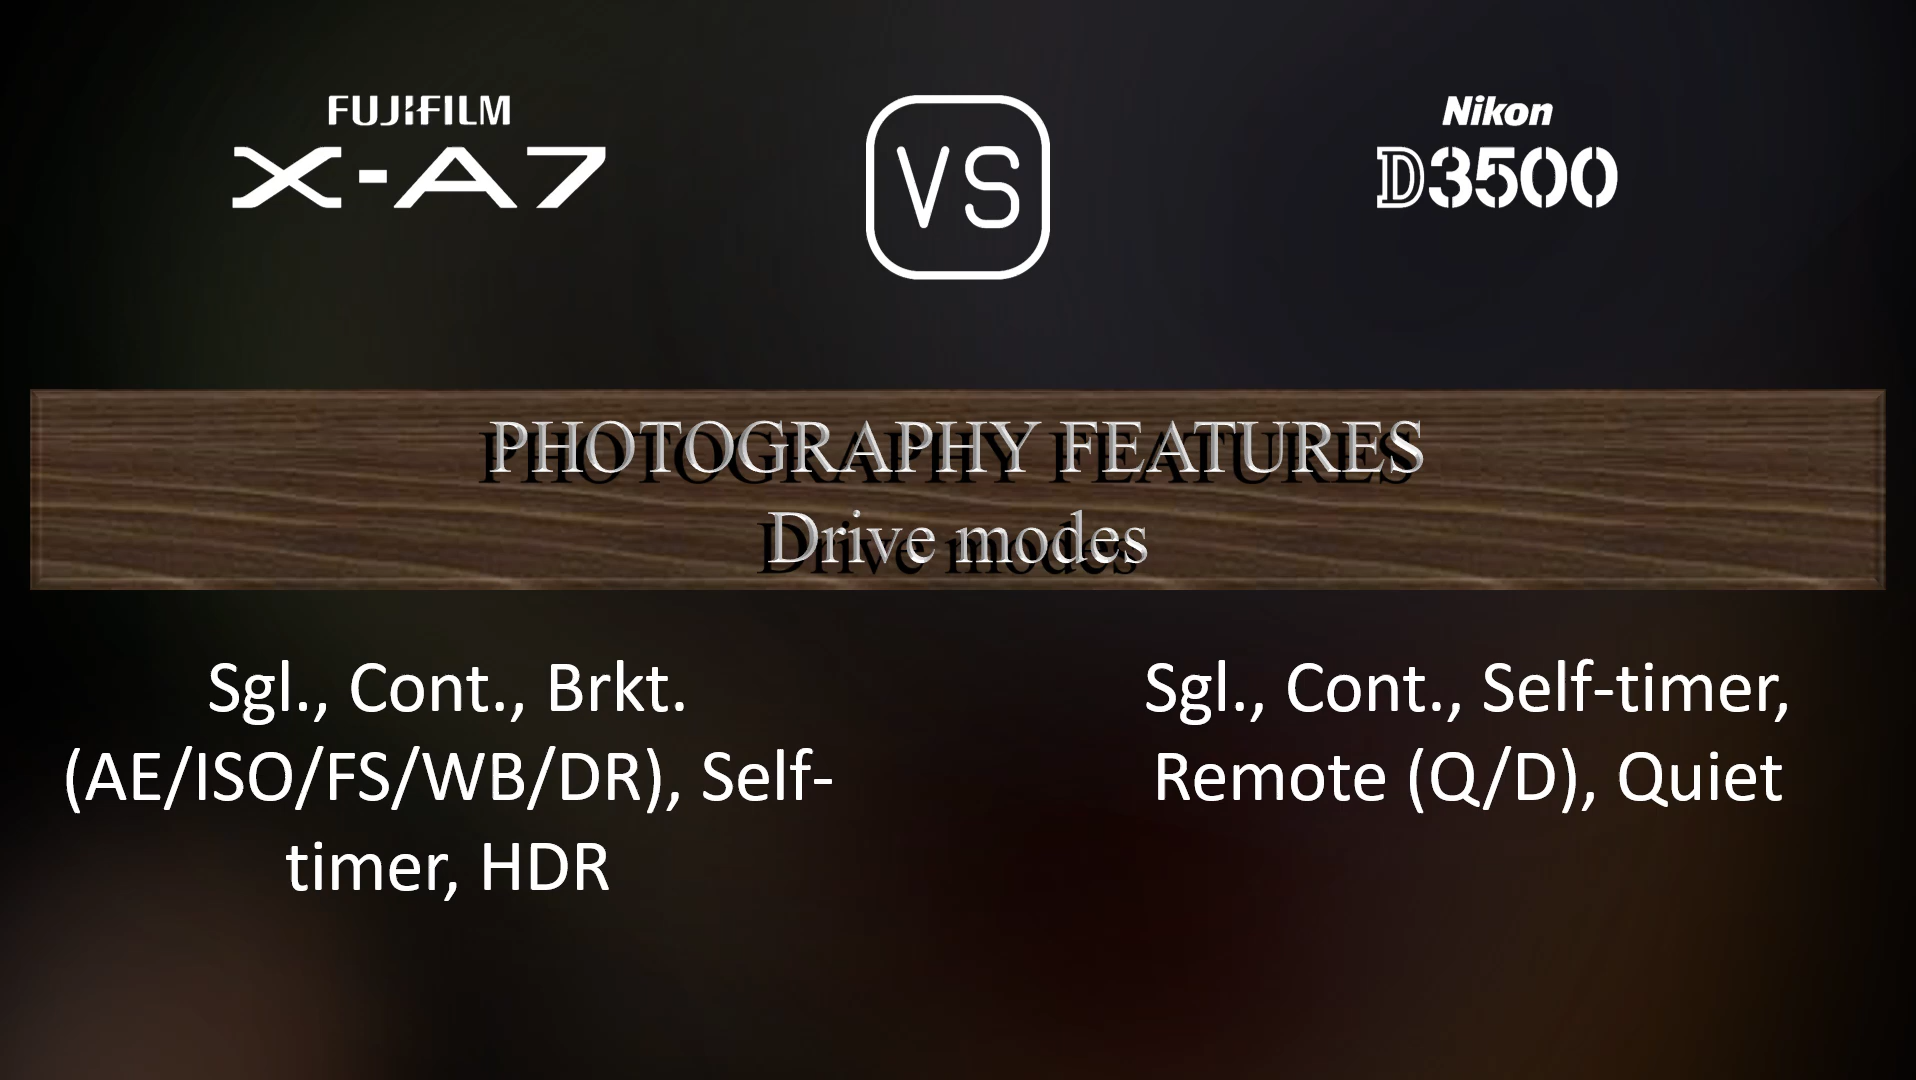 FUJIFILM
X-A7
VS
Nikon
D3500
PHOTOGRAPHY FEATURES
Drive modes
Sgl., Cont., Brkt.
(AE/ISO/FS/WB/DR), Self-
timer, HDR
Sgl., Cont., Self-timer,
Remote (Q/D), Quiet